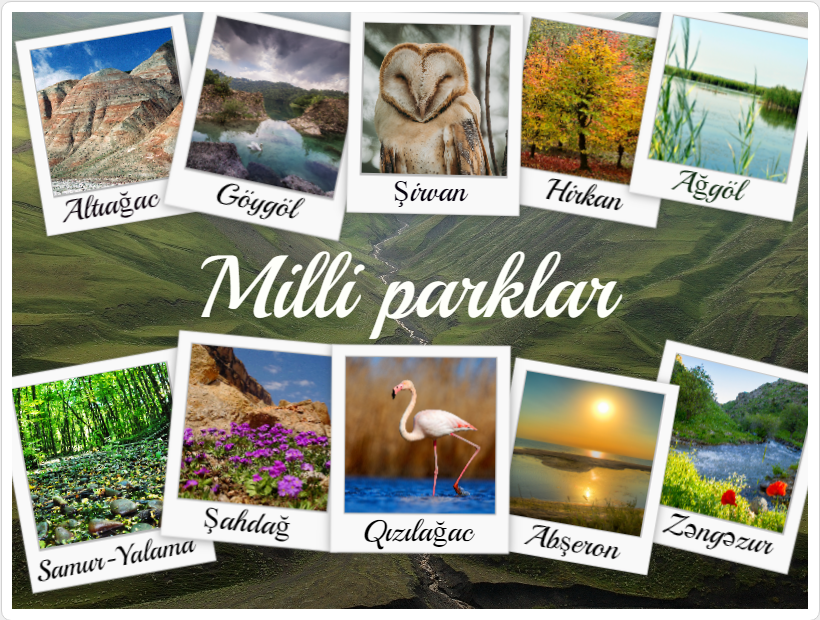 Altıağac
Göygöl
Şirvan
Hirkan
Ağgöl
Milli parklar
Samur-Yalama
Şahdağ
Qızılağac
Abşeron
Zəngəzur